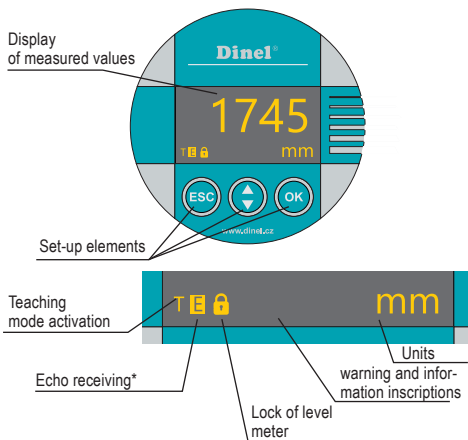 Display
of measured values
Dinel®
1745
T E mm
ESC OK
www.dinel.cz
Set-up elements
Teaching
mode activation
T E mm
Units
warning and infor-
mation inscriptions
Echo receiving*
Lock of level
meter